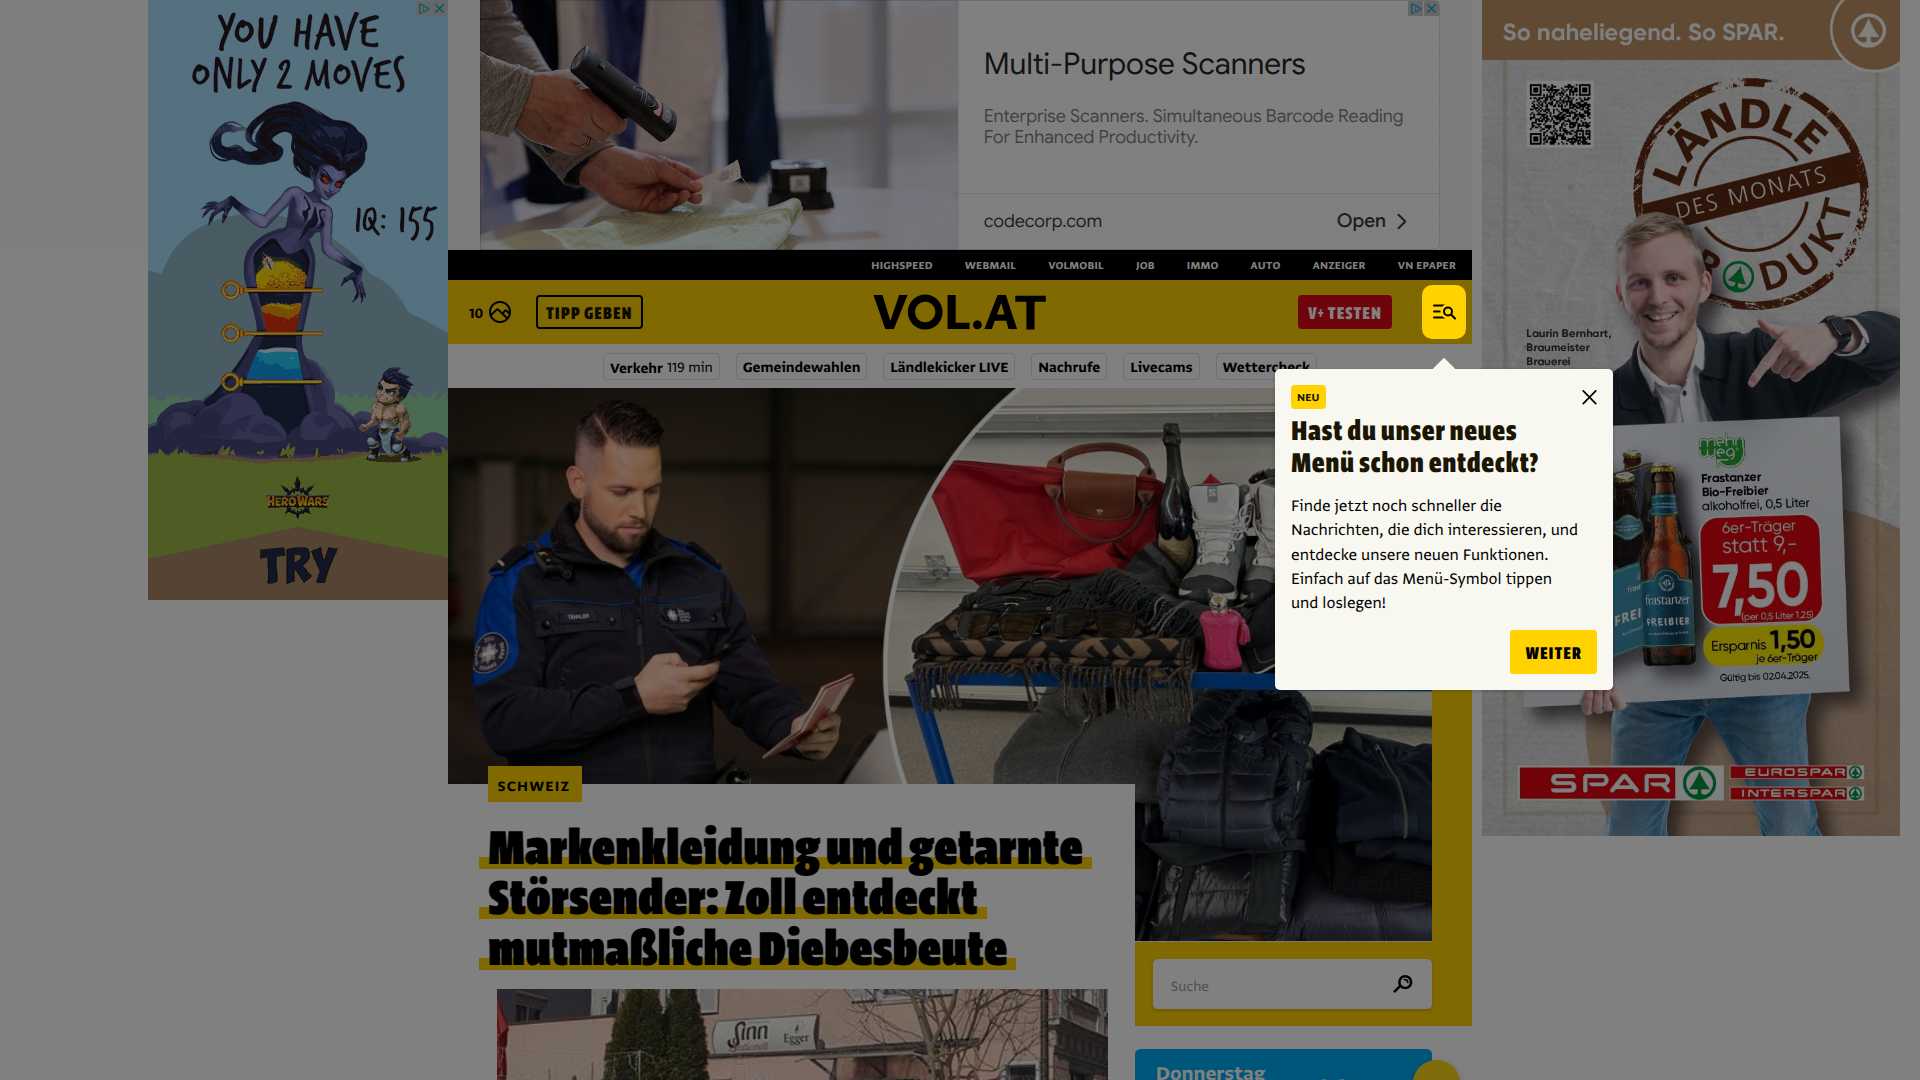 YOU HAVE
ONLY 2 MOVES
IQ: 155
HERO WARS
TRY
Multi-Purpose Scanners
Enterprise Scanners. Simultaneous Barcode Reading
For Enhanced Productivity.
codecorp.com
Open
So naheliegend. So SPAR.
LÄNDLE
DES MONATS
PRODUKT
Laurin Bernhart,
Braumeister
Brauerei
mehrweg
Frastanzer
Bio-Freibier
alkoholfrei, 0,5 Liter
6er-Träger
statt 9,-
7,50
(per 0,5 Liter 1,25)
Ersparnis 1,50
je 6er-Träger
Gültig bis 02.04.2025.
frastanzer
FREIBIER
SPAR
EUROSPAR
INTERSPAR
HIGHSPEED
WEBMAIL
VOLMOBIL
JOB
IMMO
AUTO
ANZEIGER
VN EPAPER
10
TIPP GEBEN
VOL.AT
V+ TESTEN
Verkehr 119 min
Gemeindewahlen
Ländlekicker LIVE
Nachrufe
Livecams
Wettercheck
NEU
Hast du unser neues
Menü schon entdeckt?
Finde jetzt noch schneller die
Nachrichten, die dich interessieren, und
entdecke unsere neuen Funktionen.
Einfach auf das Menü-Symbol tippen
und loslegen!
WEITER
SCHWEIZ
Markenkleidung und getarnte
Störsender: Zoll entdeckt
mutmaßliche Diebesbeute
Sinn
Egger
Suche
Donnerstag